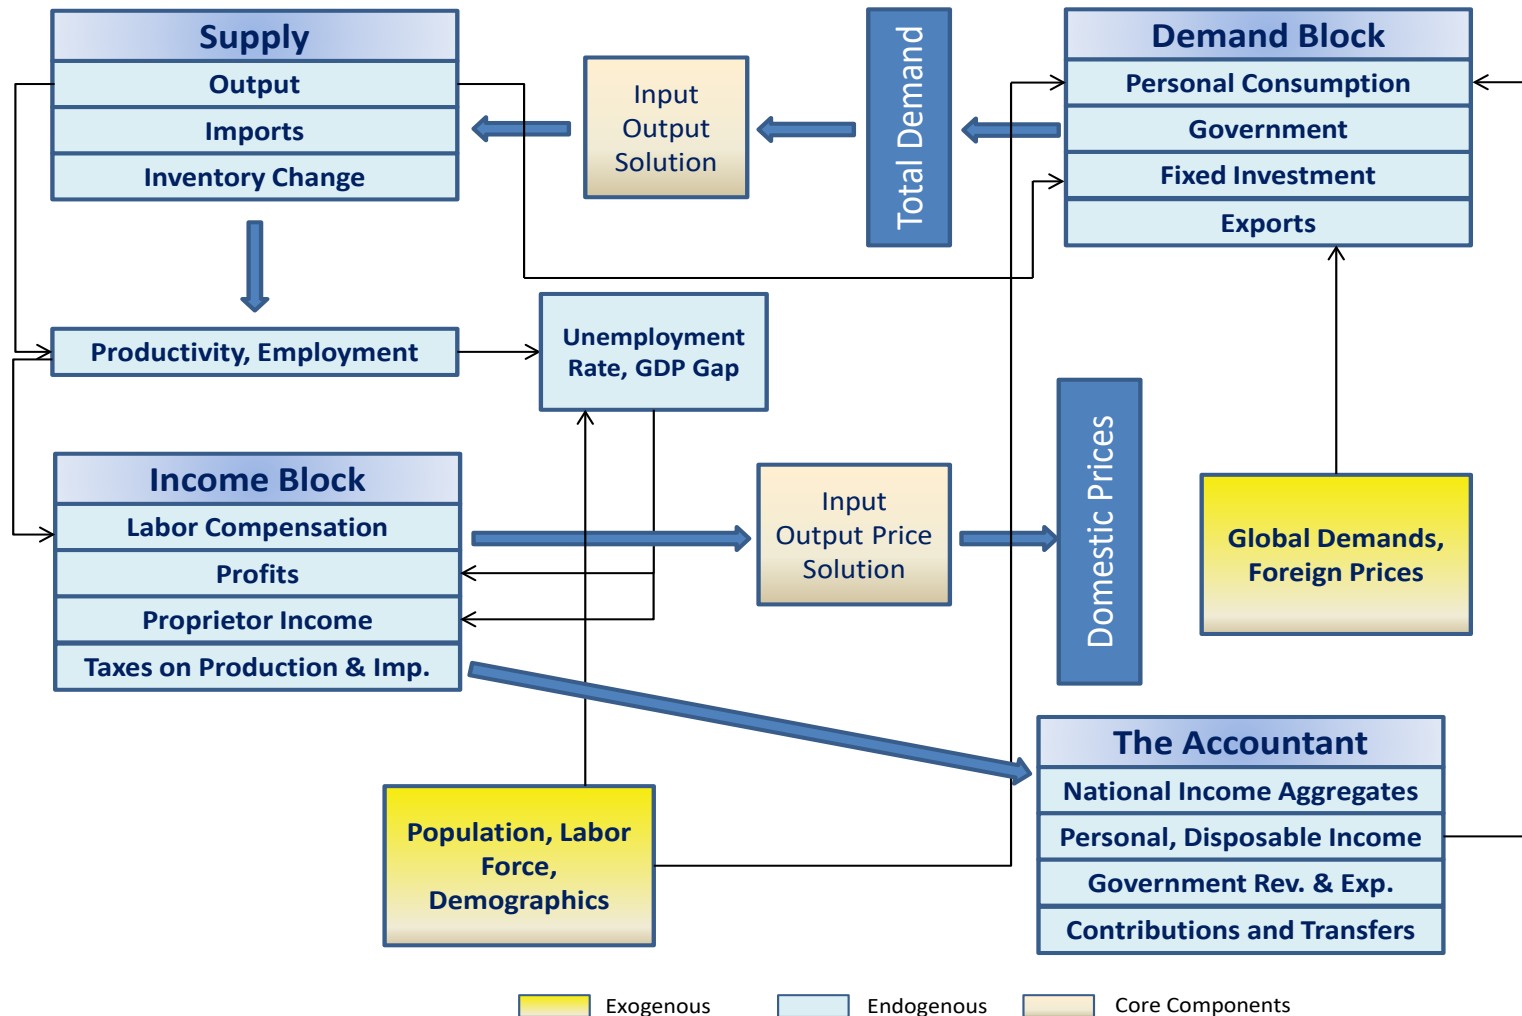 Supply
Output
Imports
Inventory Change
Input
Output
Solution
Total Demand
Demand Block
Personal Consumption
Government
Fixed Investment
Exports
Productivity, Employment
Unemployment
Rate, GDP Gap
Income Block
Labor Compensation
Profits
Proprietor Income
Taxes on Production & Imp.
Input
Output Price
Solution
Domestic Prices
Global Demands,
Foreign Prices
Population, Labor
Force,
Demographics
The Accountant
National Income Aggregates
Personal, Disposable Income
Government Rev. & Exp.
Contributions and Transfers
Exogenous
Endogenous
Core Components